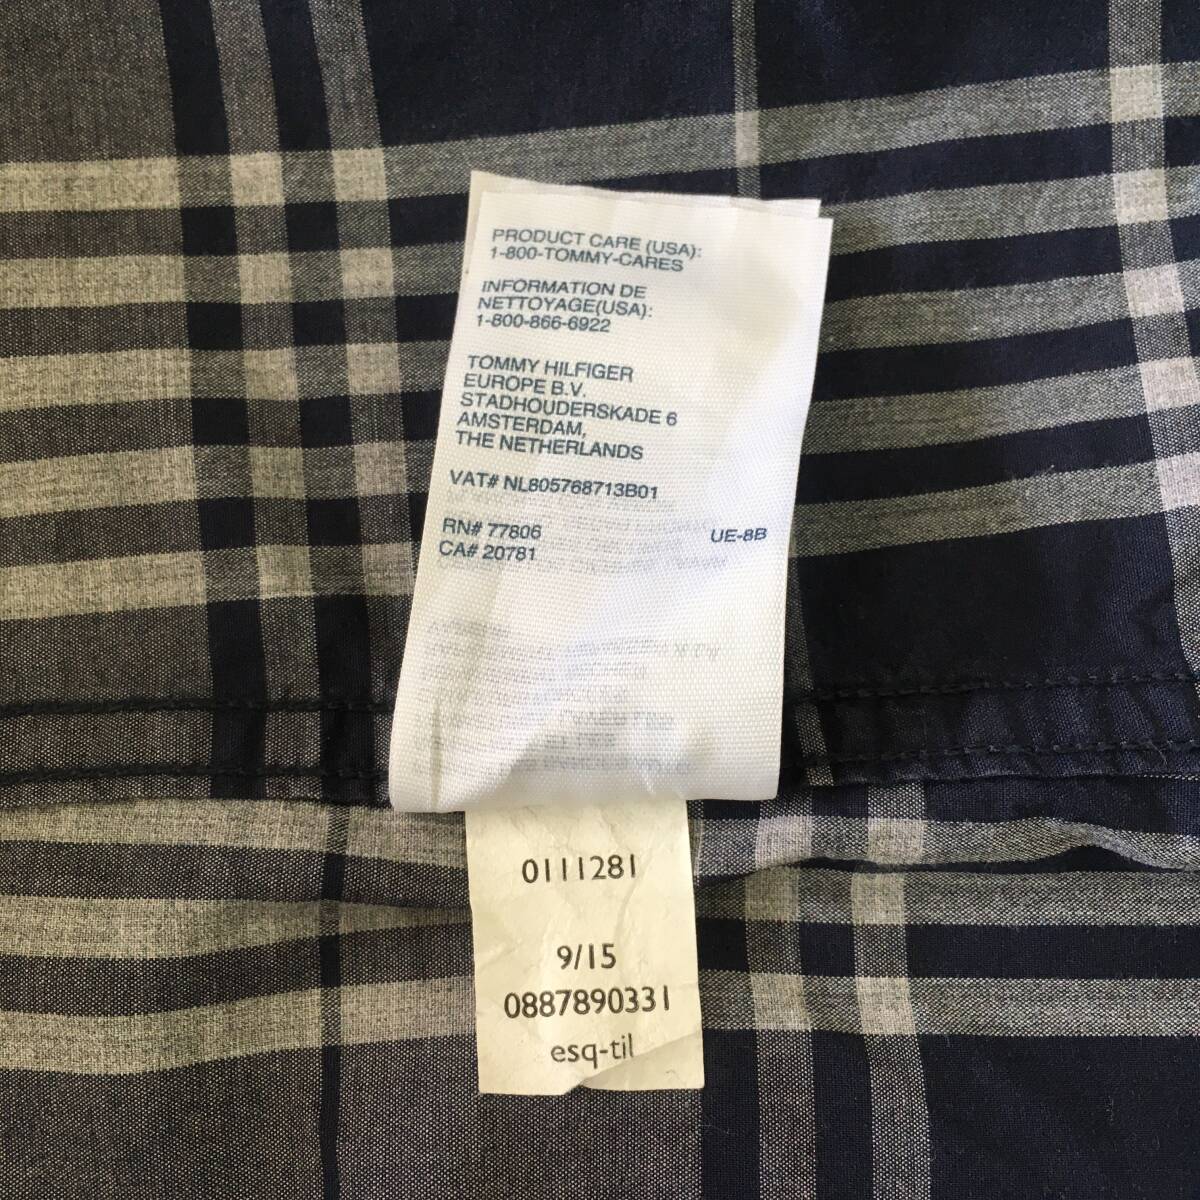 PRODUCT CARE (USA):
1-800-TOMMY-CARES
INFORMATION DE
NETTOYAGE(USA):
1-800-866-6922
TOMMY HILFIGER
EUROPE B.V.
STADHOUDERSKADE 6
AMSTERDAM,
THE NETHERLANDS
VAT# NL805768713B01
RN# 77806 UE-8B
CA# 20781
0111281
9/15
0887890331
esq-til